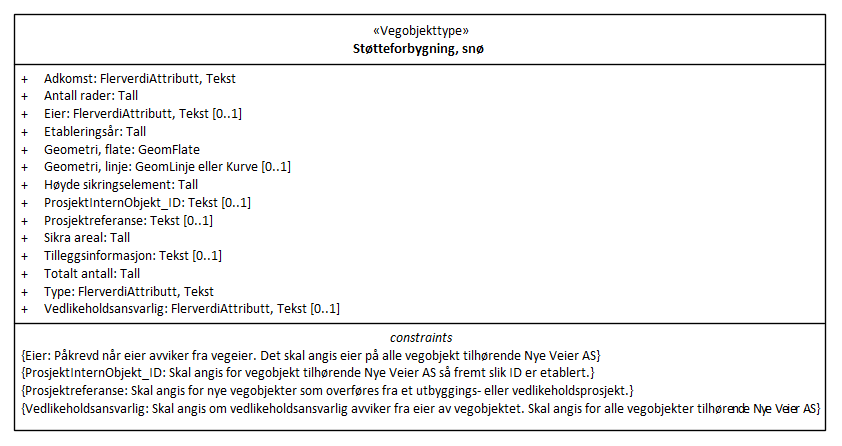 «Vegobjekttype»
Støtteforbygning, snø
+ Adkomst: FlerverdiAttributt, Tekst
+ Antall rader: Tall
+ Eier: FlerverdiAttributt, Tekst [0..1]
+ Etableringsår: Tall
+ Geometri, flate: GeomFlate
+ Geometri, linje: GeomLinje eller Kurve [0..1]
+ Høyde sikringselement: Tall
+ ProsjektInternObjekt_ID: Tekst [0..1]
+ Prosjektreferanse: Tekst [0..1]
+ Sikra areal: Tall
+ Tilleggsinformasjon: Tekst [0..1]
+ Totalt antall: Tall
+ Type: FlerverdiAttributt, Tekst
+ Vedlikeholdsansvarlig: FlerverdiAttributt, Tekst [0..1]
constraints
{Eier: Påkrevd når eier avviker fra vegeier. Det skal angis eier på alle vegobjekt tilhørende Nye Veier AS}
{ProsjektInternObjekt_ID: Skal angis for vegobjekt tilhørende Nye Veier AS så fremt slik ID er etablert.}
{Prosjektreferanse: Skal angis for nye vegobjekter som overføres fra et utbyggings- eller vedlikeholdsprosjekt.}
{Vedlikeholdsansvarlig: Skal angis om vedlikeholdsansvarlig avviker fra eier av vegobjektet. Skal angis for alle vegobjekter tilhørende Nye Veier AS}